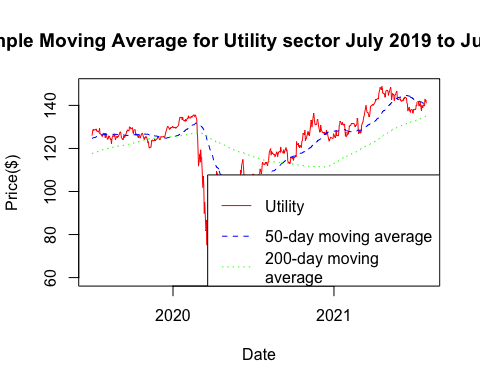 mple Moving Average for Utility sector July 2019 to Ju
Price($)
140
120
100
80
60
Utility
50-day moving average
200-day moving
average
2020
2021
Date